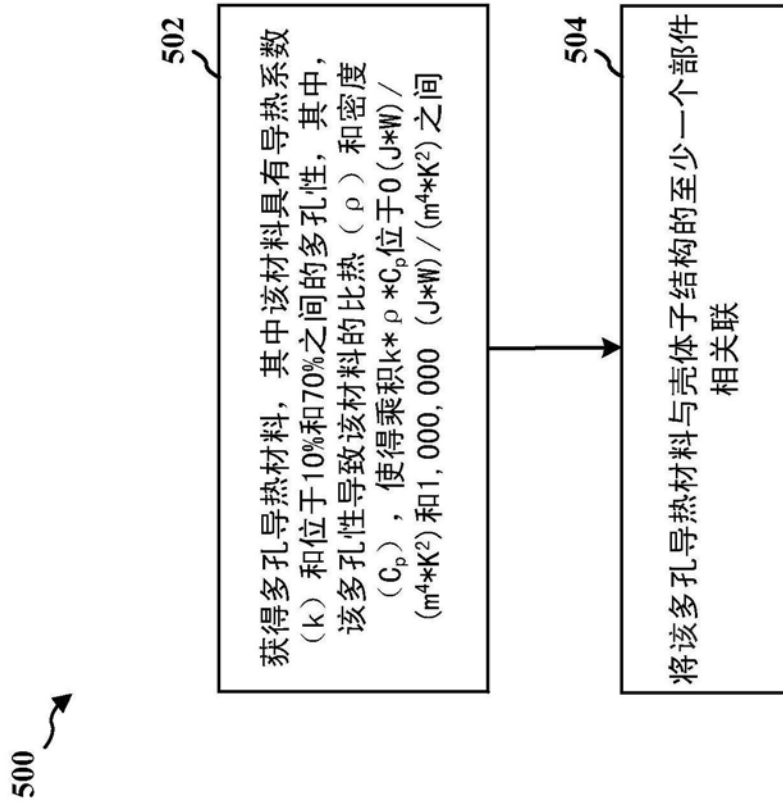 500
502
获得多孔导热材料，其中该材料具有导热系数
（k）和位于10%和70%之间的多孔性，其中，
该多孔性导致该材料的比热（ρ）和密度
（Cp），使得乘积k*ρ*Cp位于0(J*W)/
(m⁴*K²)和1,000,000 (J*W)/(m⁴*K²)之间
504
将该多孔导热材料与壳体子结构的至少一个部件
相关联